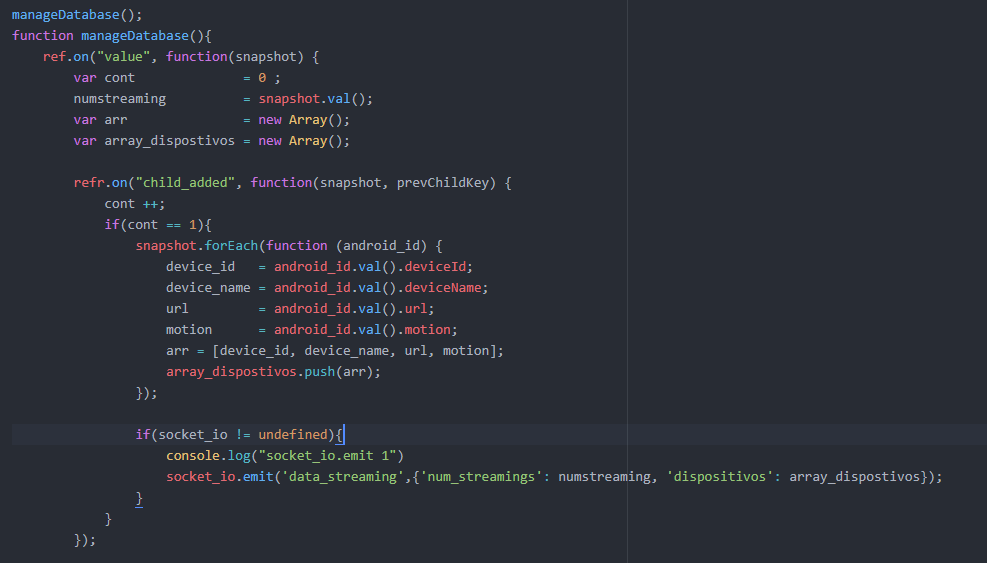 manageDatabase();
function manageDatabase(){
    ref.on("value", function(snapshot) {
        var cont              = 0 ;
        numstreaming          = snapshot.val();
        var arr               = new Array();
        var array_dispostivos = new Array();

        refr.on("child_added", function(snapshot, prevChildKey) {
            cont ++;
            if(cont == 1){
                snapshot.forEach(function (android_id) {
                    device_id   = android_id.val().deviceId;
                    device_name = android_id.val().deviceName;
                    url         = android_id.val().url;
                    motion      = android_id.val().motion;
                    arr = [device_id, device_name, url, motion];
                    array_dispostivos.push(arr);
                });

                if(socket_io != undefined){
                    console.log("socket_io.emit 1")
                    socket_io.emit('data_streaming',{'num_streamings': numstreaming, 'dispositivos': array_dispostivos});
                }
            }
        });